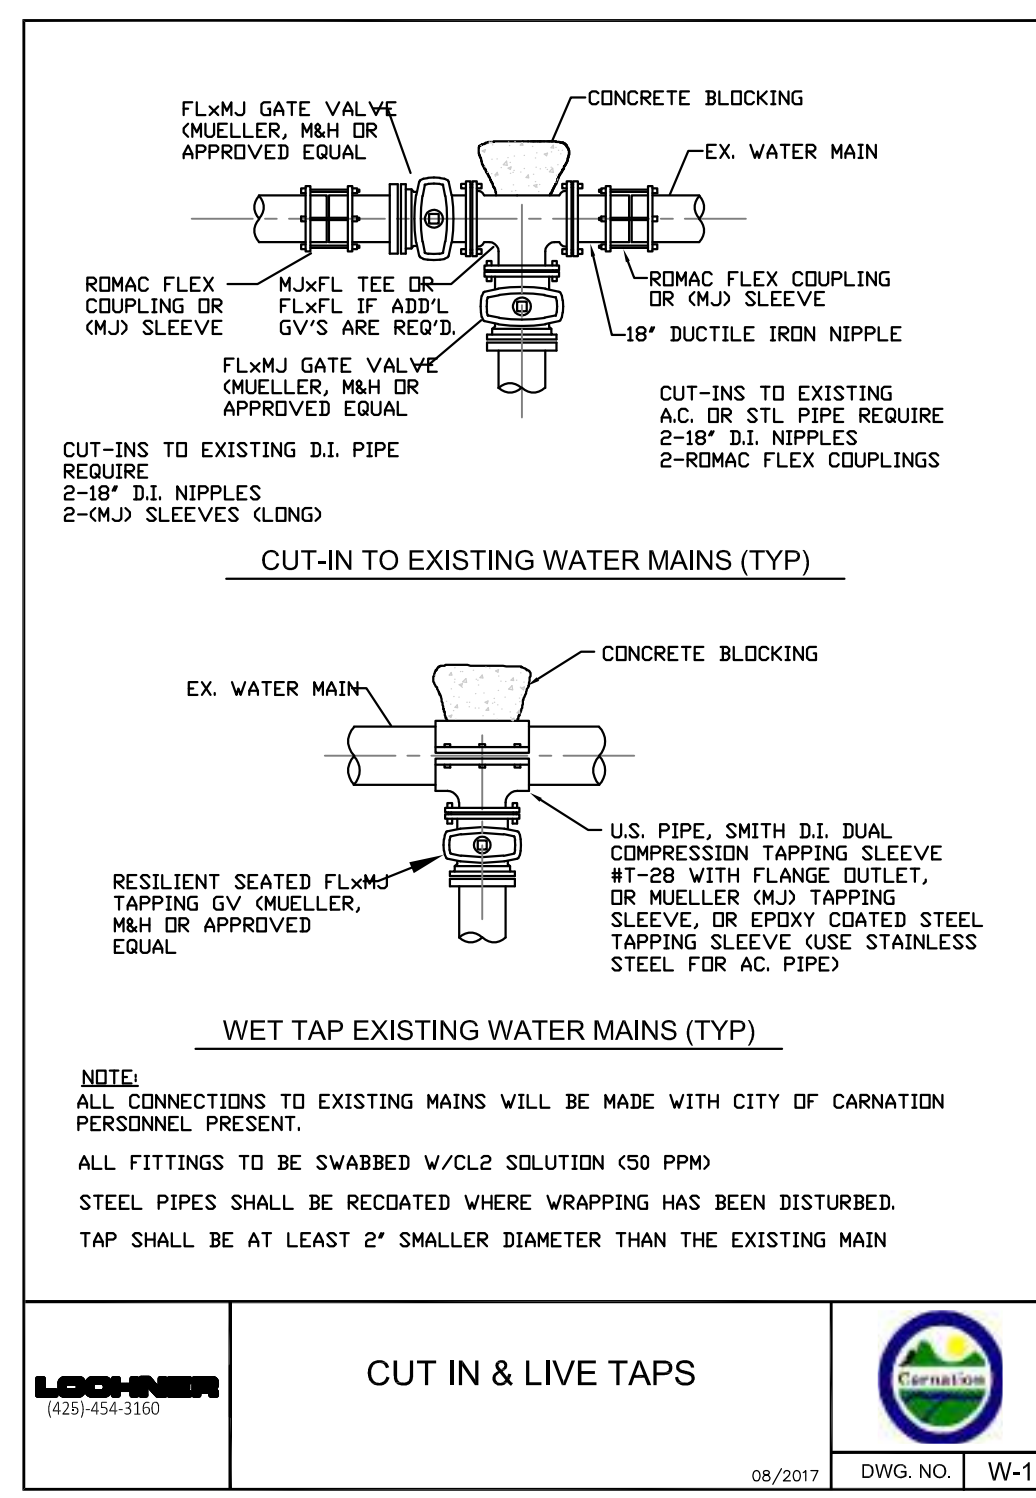 FLxMJ GATE VALVE
(MUELLER, M&H OR
APPROVED EQUAL
CONCRETE BLOCKING
EX. WATER MAIN
ROMAC FLEX
COUPLING OR
(MJ) SLEEVE
MJxFL TEE OR
FLxFL IF ADD'L
GV'S ARE REQ'D.
ROMAC FLEX COUPLING
OR (MJ) SLEEVE
18" DUCTILE IRON NIPPLE
FLxMJ GATE VALVE
(MUELLER, M&H OR
APPROVED EQUAL
CUT-INS TO EXISTING
A.C. OR STL PIPE REQUIRE
2-18" D.I. NIPPLES
2-ROMAC FLEX COUPLINGS
CUT-INS TO EXISTING D.I. PIPE
REQUIRE
2-18" D.I. NIPPLES
2-(MJ) SLEEVES (LONG)
CUT-IN TO EXISTING WATER MAINS (TYP)
CONCRETE BLOCKING
EX. WATER MAIN
U.S. PIPE, SMITH D.I. DUAL
COMPRESSION TAPPING SLEEVE
#T-28 WITH FLANGE OUTLET,
OR MUELLER (MJ) TAPPING
SLEEVE, OR EPOXY COATED STEEL
TAPPING SLEEVE (USE STAINLESS
STEEL FOR AC. PIPE)
RESILIENT SEATED FLxMJ
TAPPING GV (MUELLER,
M&H OR APPROVED
EQUAL
WET TAP EXISTING WATER MAINS (TYP)
NOTE:
ALL CONNECTIONS TO EXISTING MAINS WILL BE MADE WITH CITY OF CARNATION
PERSONNEL PRESENT.
ALL FITTINGS TO BE SWABBED W/CL2 SOLUTION (50 PPM)
STEEL PIPES SHALL BE RECOATED WHERE WRAPPING HAS BEEN DISTURBED.
TAP SHALL BE AT LEAST 2" SMALLER DIAMETER THAN THE EXISTING MAIN
LOCHNER
(425)-454-3160
CUT IN & LIVE TAPS
08/2017
Carnation
DWG. NO.
W-1